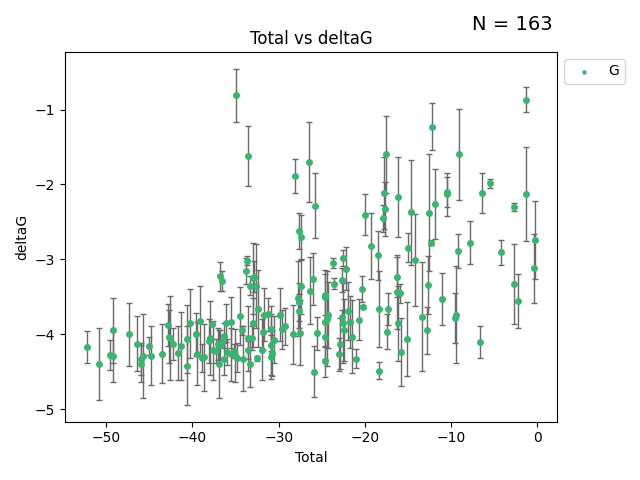 N = 163
Total vs deltaG
G
deltaG
−1
−2
−3
−4
−5
−50 −40 −30 −20 −10 0
Total